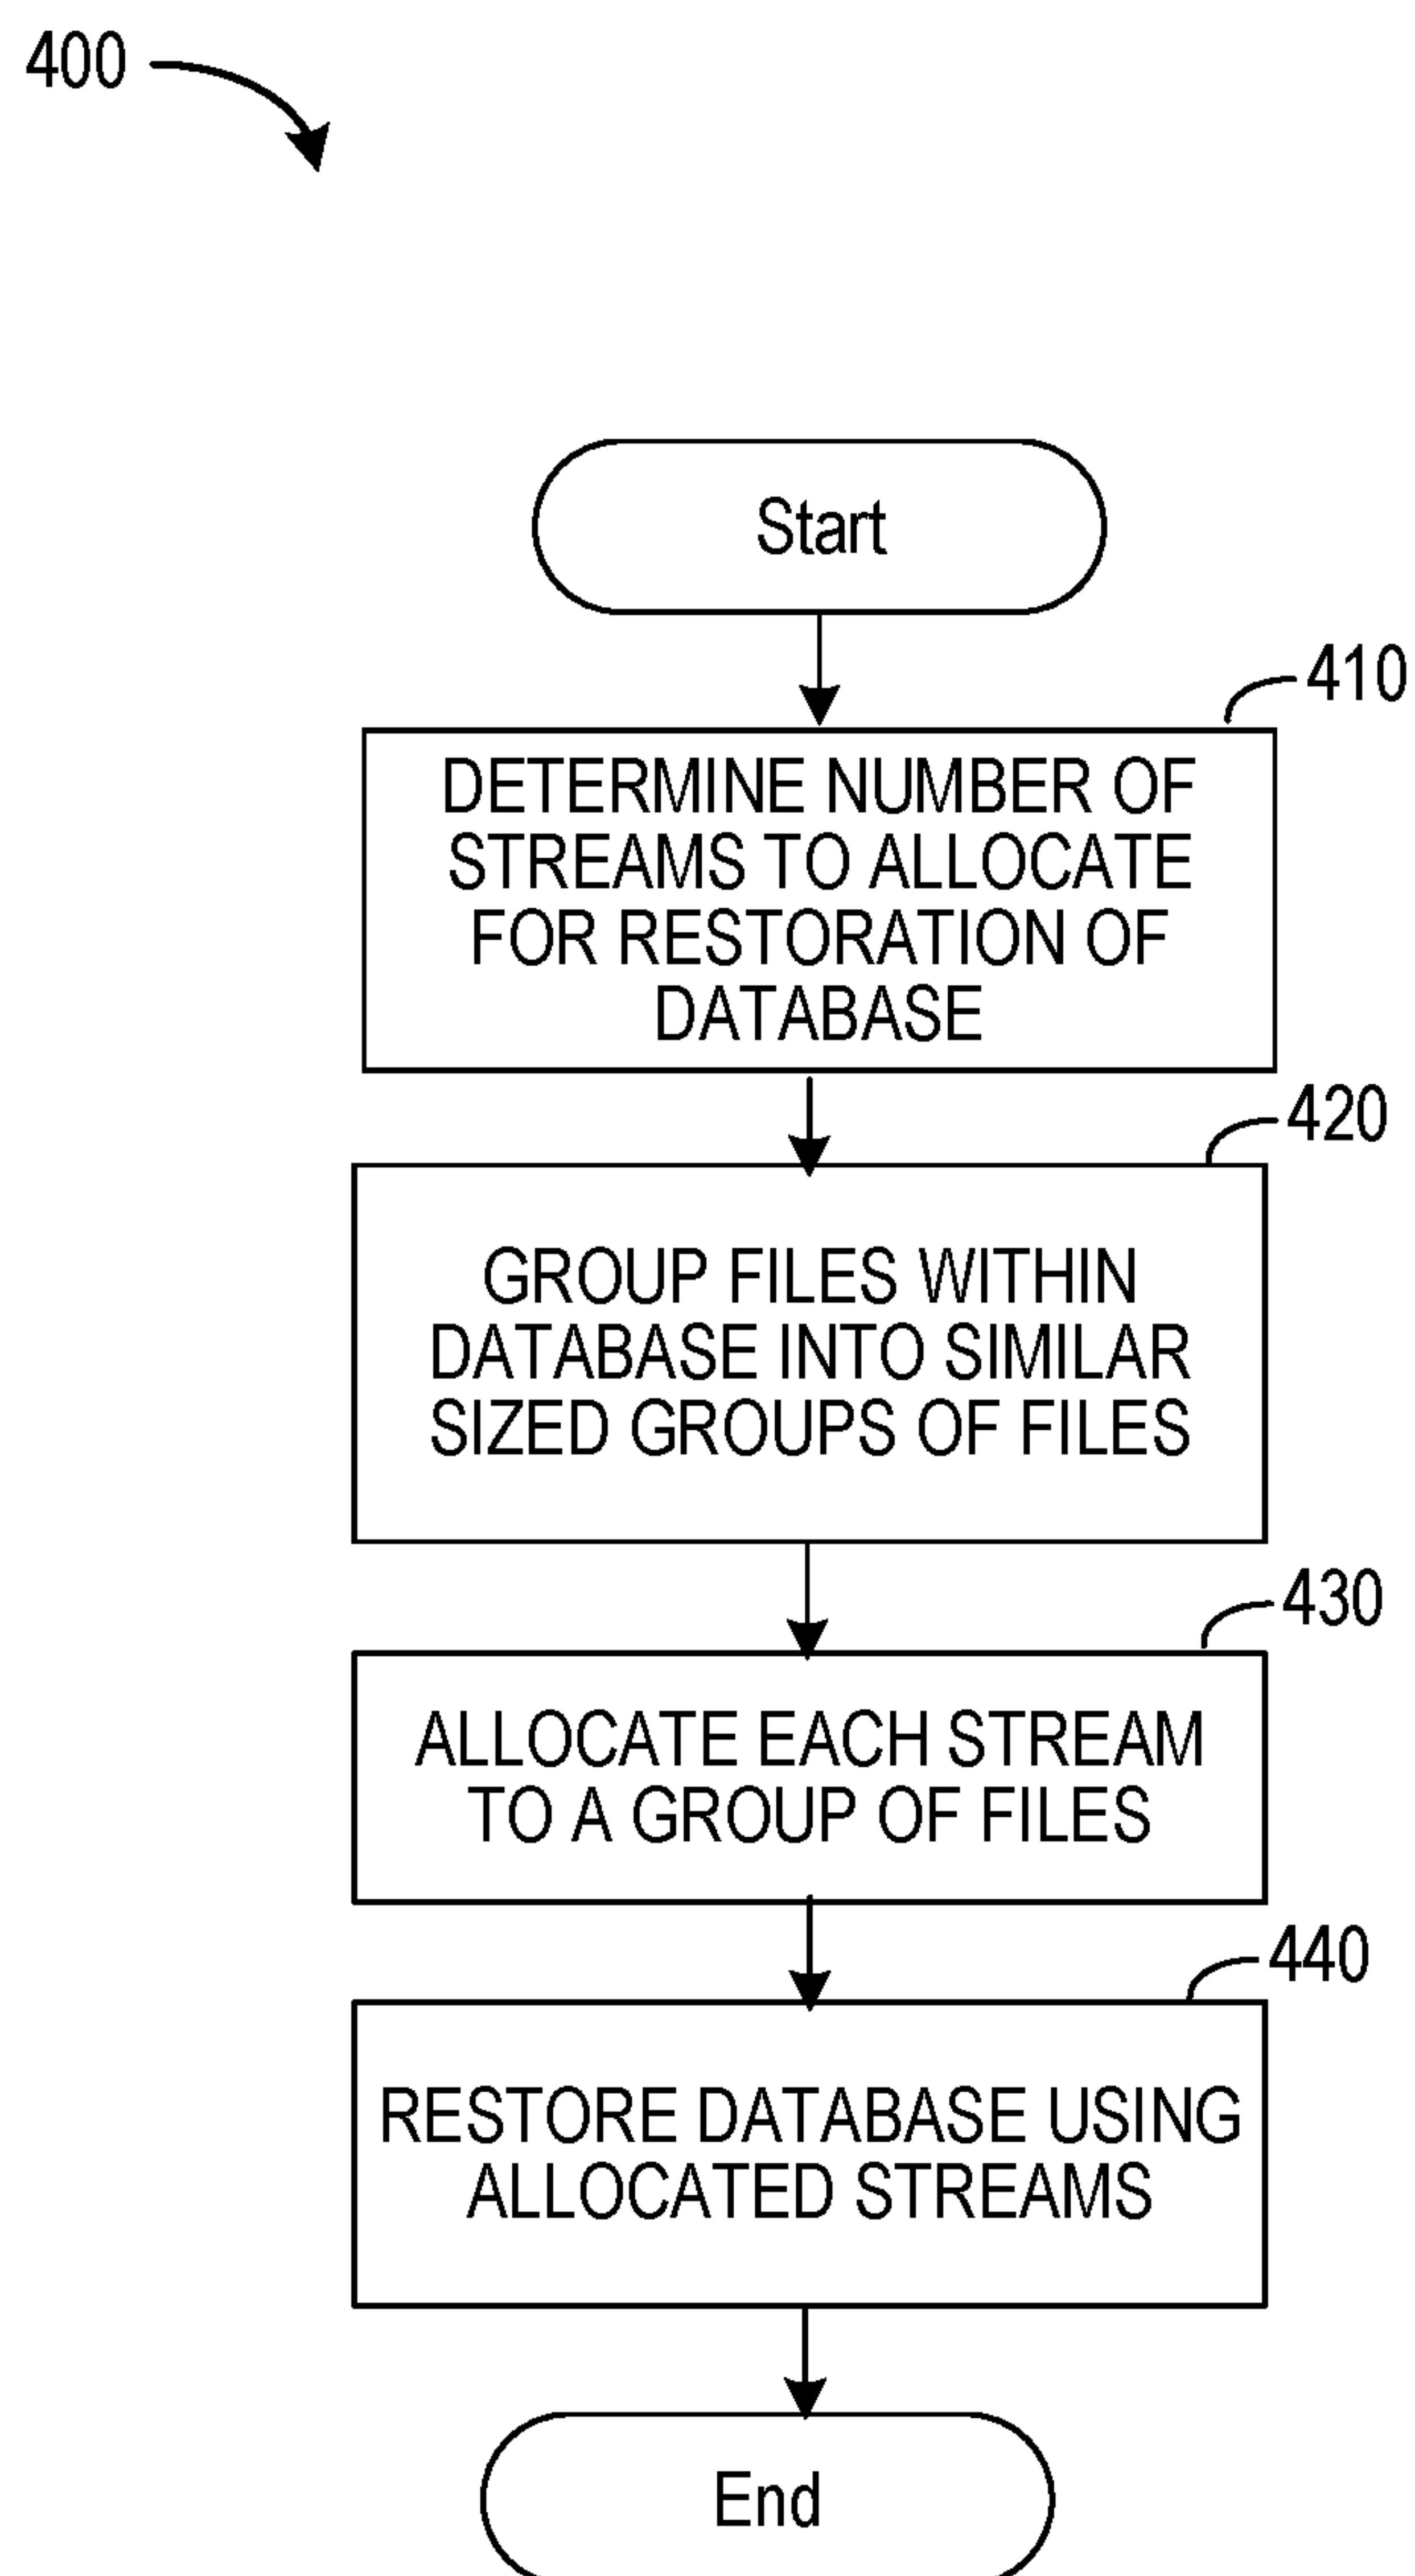 400
Start
410
DETERMINE NUMBER OF
STREAMS TO ALLOCATE
FOR RESTORATION OF
DATABASE
420
GROUP FILES WITHIN
DATABASE INTO SIMILAR
SIZED GROUPS OF FILES
430
ALLOCATE EACH STREAM
TO A GROUP OF FILES
440
RESTORE DATABASE USING
ALLOCATED STREAMS
End